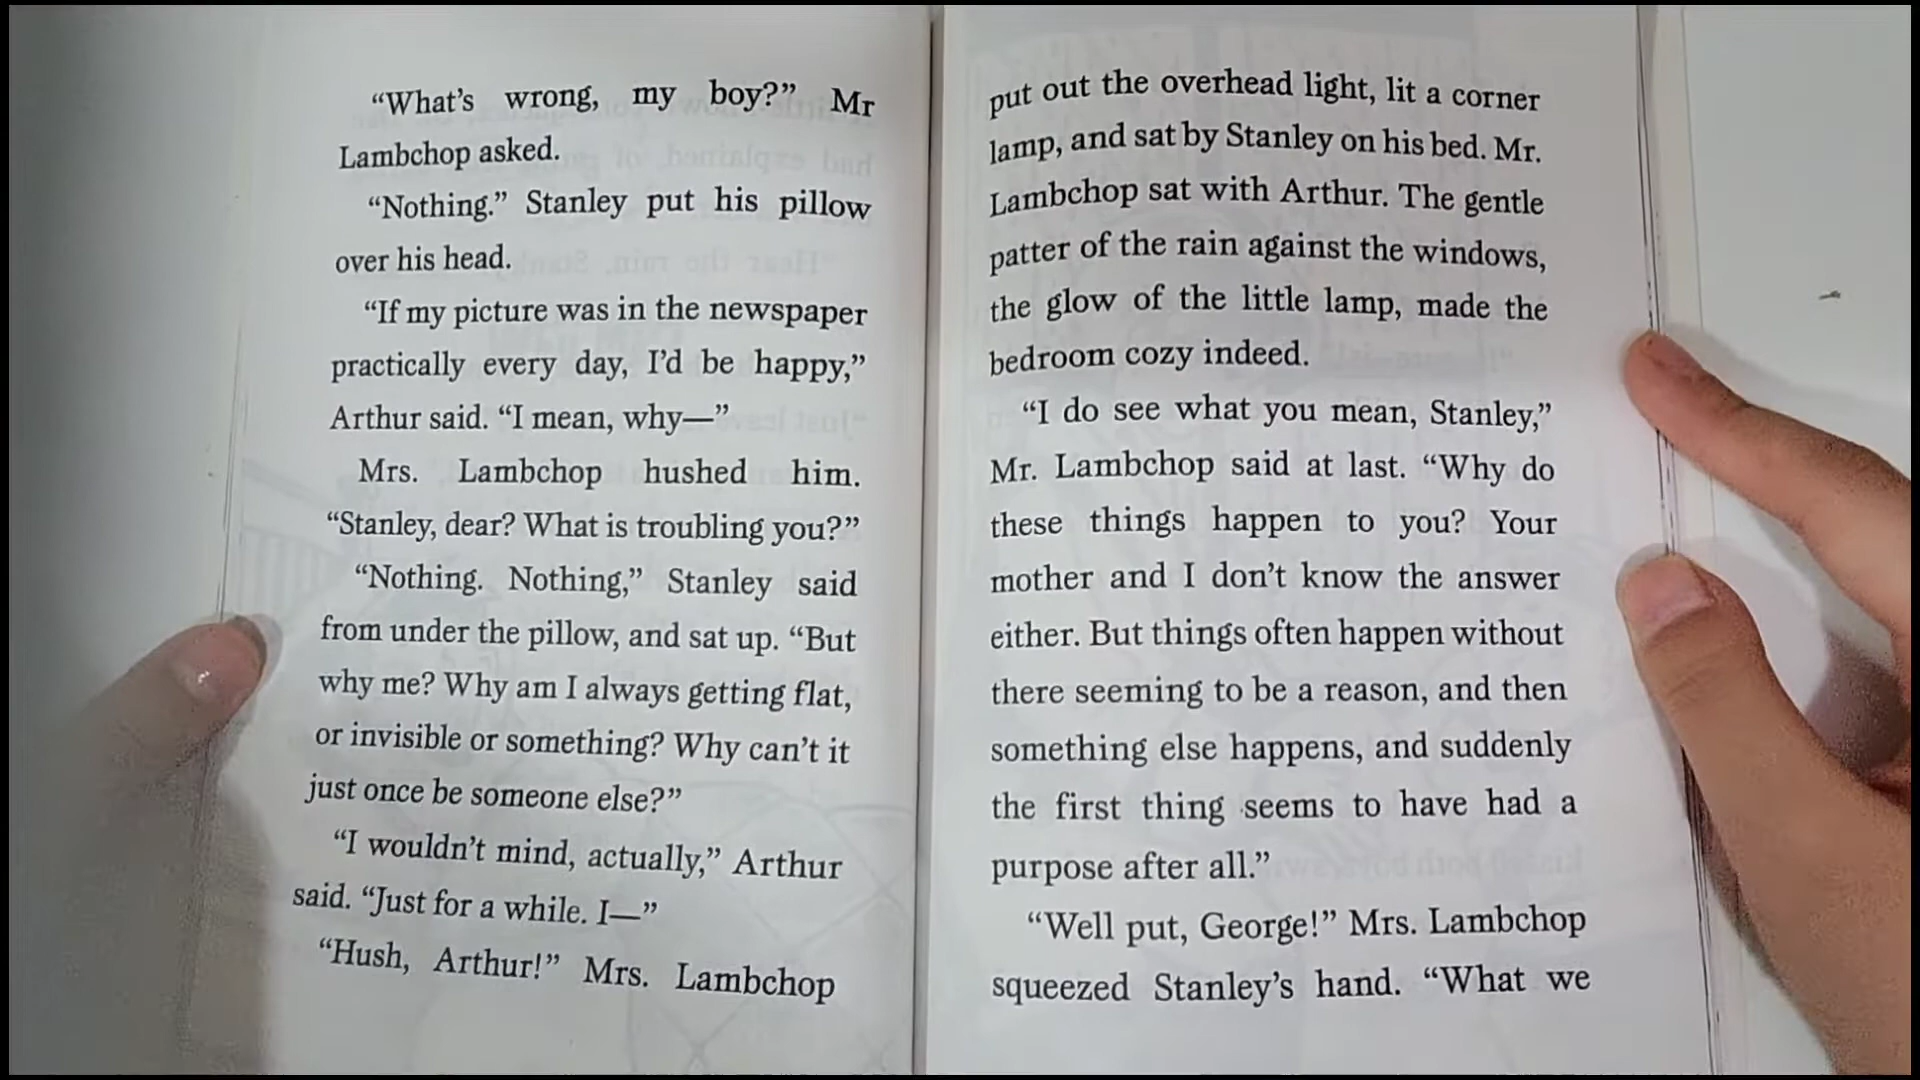 “What’s wrong, my boy?” Mr
Lambchop asked.
“Nothing.” Stanley put his pillow
over his head.
“If my picture was in the newspaper
practically every day, I’d be happy,”
Arthur said. “I mean, why—”
Mrs. Lambchop hushed him.
“Stanley, dear? What is troubling you?”
“Nothing. Nothing,” Stanley said
from under the pillow, and sat up. “But
why me? Why am I always getting flat,
or invisible or something? Why can’t it
just once be someone else?”
“I wouldn’t mind, actually,” Arthur
said. “Just for a while. I—”
“Hush, Arthur!” Mrs. Lambchop
put out the overhead light, lit a corner
lamp, and sat by Stanley on his bed. Mr.
Lambchop sat with Arthur. The gentle
patter of the rain against the windows,
the glow of the little lamp, made the
bedroom cozy indeed.
“I do see what you mean, Stanley,”
Mr. Lambchop said at last. “Why do
these things happen to you? Your
mother and I don’t know the answer
either. But things often happen without
there seeming to be a reason, and then
something else happens, and suddenly
the first thing seems to have had a
purpose after all.”
“Well put, George!” Mrs. Lambchop
squeezed Stanley’s hand. “What we